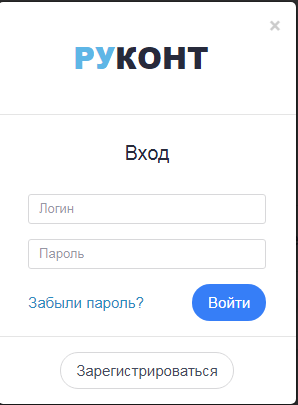 ×
РУКОНТ
Вход
Логин
Пароль
Забыли пароль? Войти
Зарегистрироваться